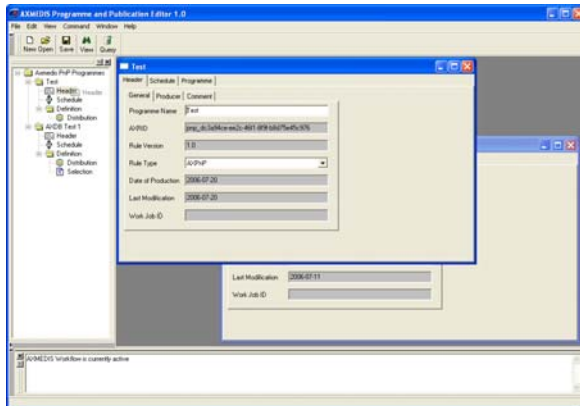 AXMEDIS Programme and Publication Editor 1.0
File Edit View Command Window Help
New Open Save View Query
Axmedis PnP Programmes
Test
Header Header
Schedule
Definition
Distribution
AHDB Test 1
Header
Schedule
Definition
Distribution
Selection
Test
Header Schedule Programme
General Producer Comment
Programme Name Test
AXRID
Rule Version 1.0
Rule Type AXPnP
Date of Production 2006-07-20
Last Modification 2006-07-20
Work Job ID
Last Modification 2006-07-11
Work Job ID
AXMEDIS Workflow is currently active